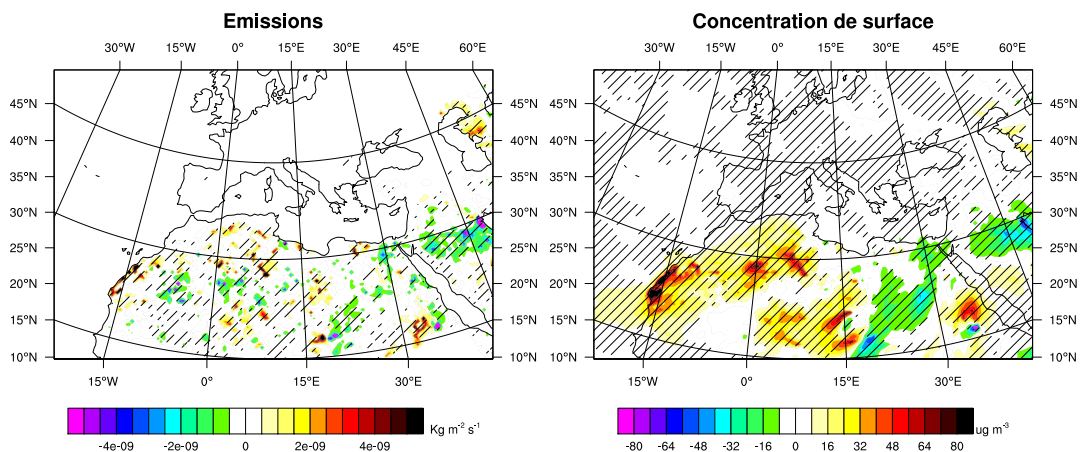 Emissions
Concentration de surface
30°W 15°W 0° 15°E 30°E 45°E 60°E
30°W 15°W 0° 15°E 30°E 45°E 60°E
45°N 45°N 45°N 45°N
40°N 40°N 40°N 40°N
35°N 35°N 35°N 35°N
30°N 30°N 30°N 30°N
25°N 25°N 25°N 25°N
20°N 20°N 20°N 20°N
15°N 15°N 15°N 15°N
10°N 10°N 10°N 10°N
15°W 0° 15°E 30°E
15°W 0° 15°E 30°E
Kg m⁻² s⁻¹
ug m⁻³
-4e-09 -2e-09 0 2e-09 4e-09
-80 -64 -48 -32 -16 0 16 32 48 64 80